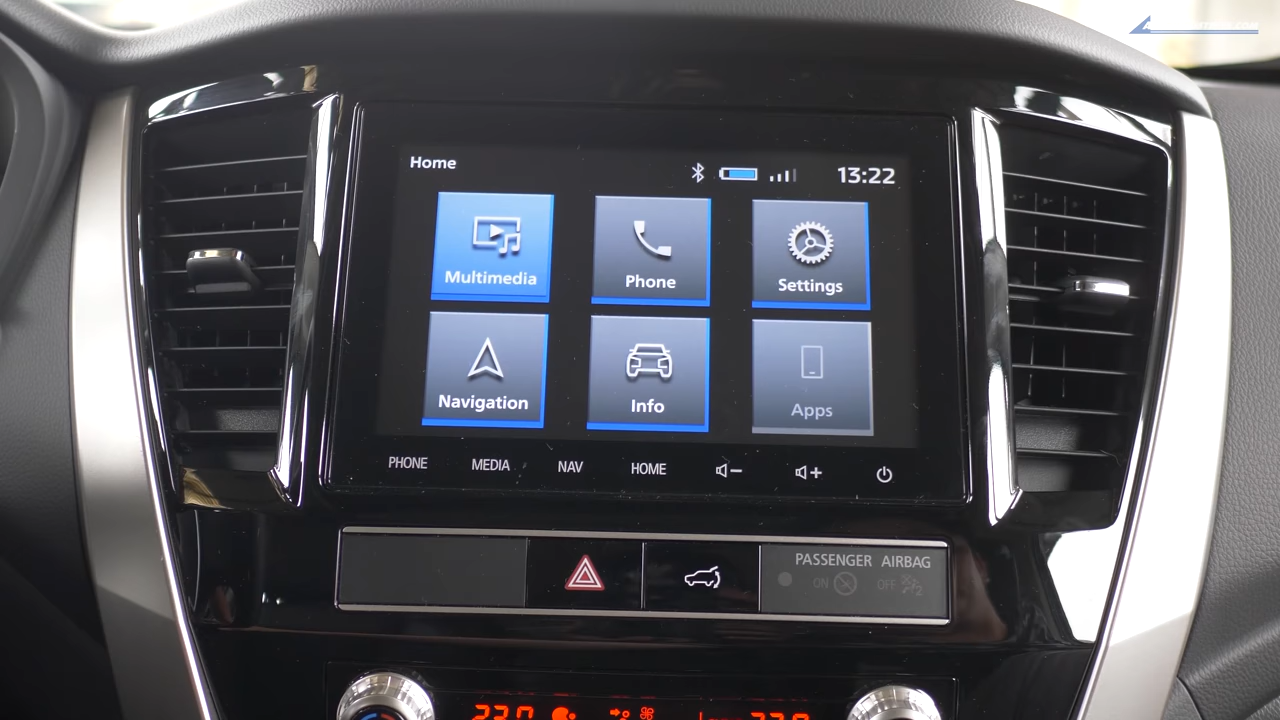 Home
13:22
Multimedia
Phone
Settings
Navigation
Info
Apps
PHONE MEDIA NAV HOME
PASSENGER AIRBAG
ON OFF